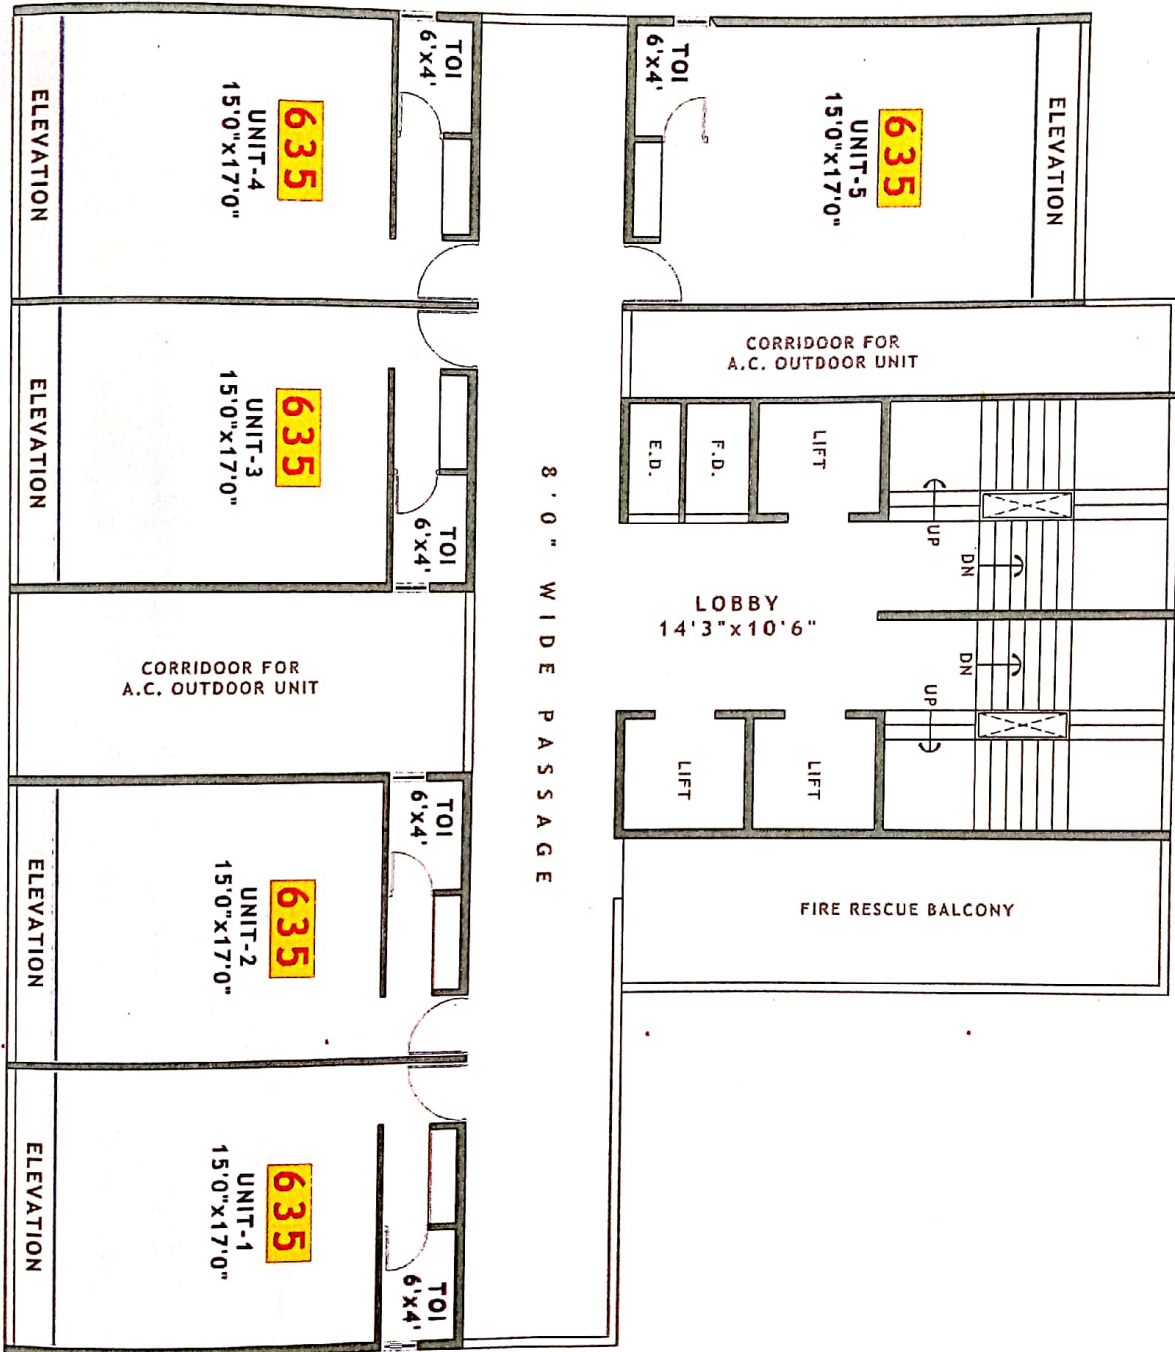 TOI
6'x4'
635
UNIT-4
15'0"x17'0"
ELEVATION
TOI
6'x4'
635
UNIT-5
15'0"x17'0"
ELEVATION
635
UNIT-3
15'0"x17'0"
ELEVATION
TOI
6'x4'
CORRIDOOR FOR
A.C. OUTDOOR UNIT
E.D.
F.D.
LIFT
UP
DN
LOBBY
14'3"x10'6"
DN
UP
LIFT
LIFT
8'0" WIDE PASSAGE
CORRIDOOR FOR
A.C. OUTDOOR UNIT
TOI
6'x4'
635
UNIT-2
15'0"x17'0"
ELEVATION
FIRE RESCUE BALCONY
635
UNIT-1
15'0"x17'0"
ELEVATION
TOI
6'x4'